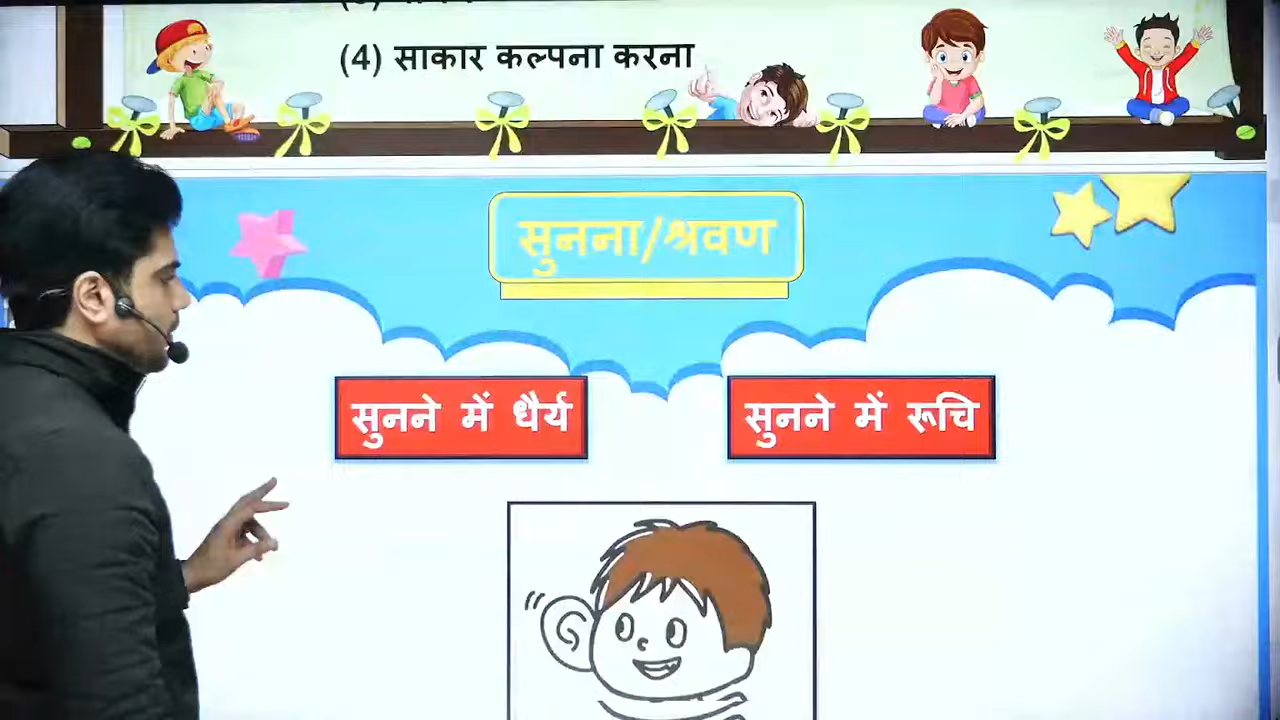 (4) साकार कल्पना करना
सुनना/श्रवण
सुनने में धैर्य
सुनने में रूचि